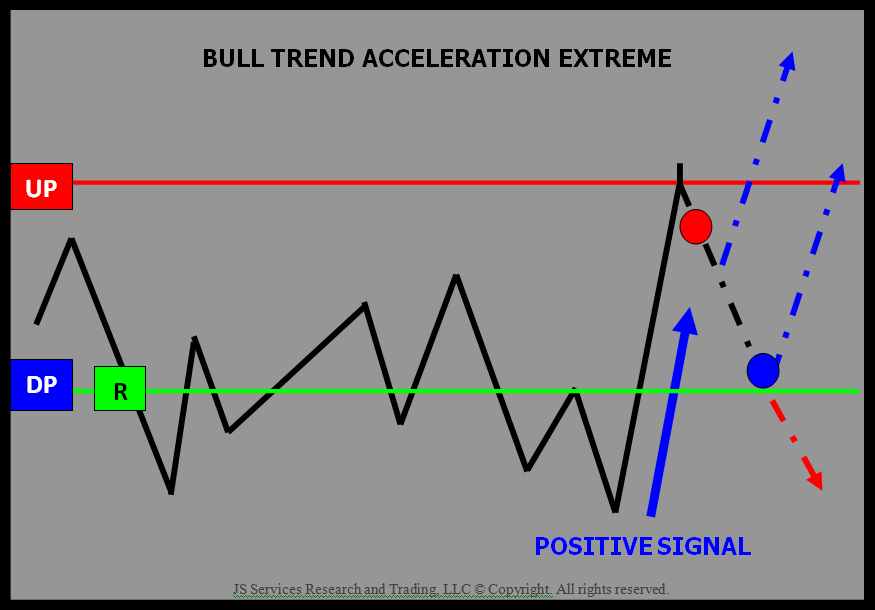 BULL TREND ACCELERATION EXTREME
UP
DP
R
POSITIVE SIGNAL
JS Services Research and Trading, LLC © Copyright. All rights reserved.